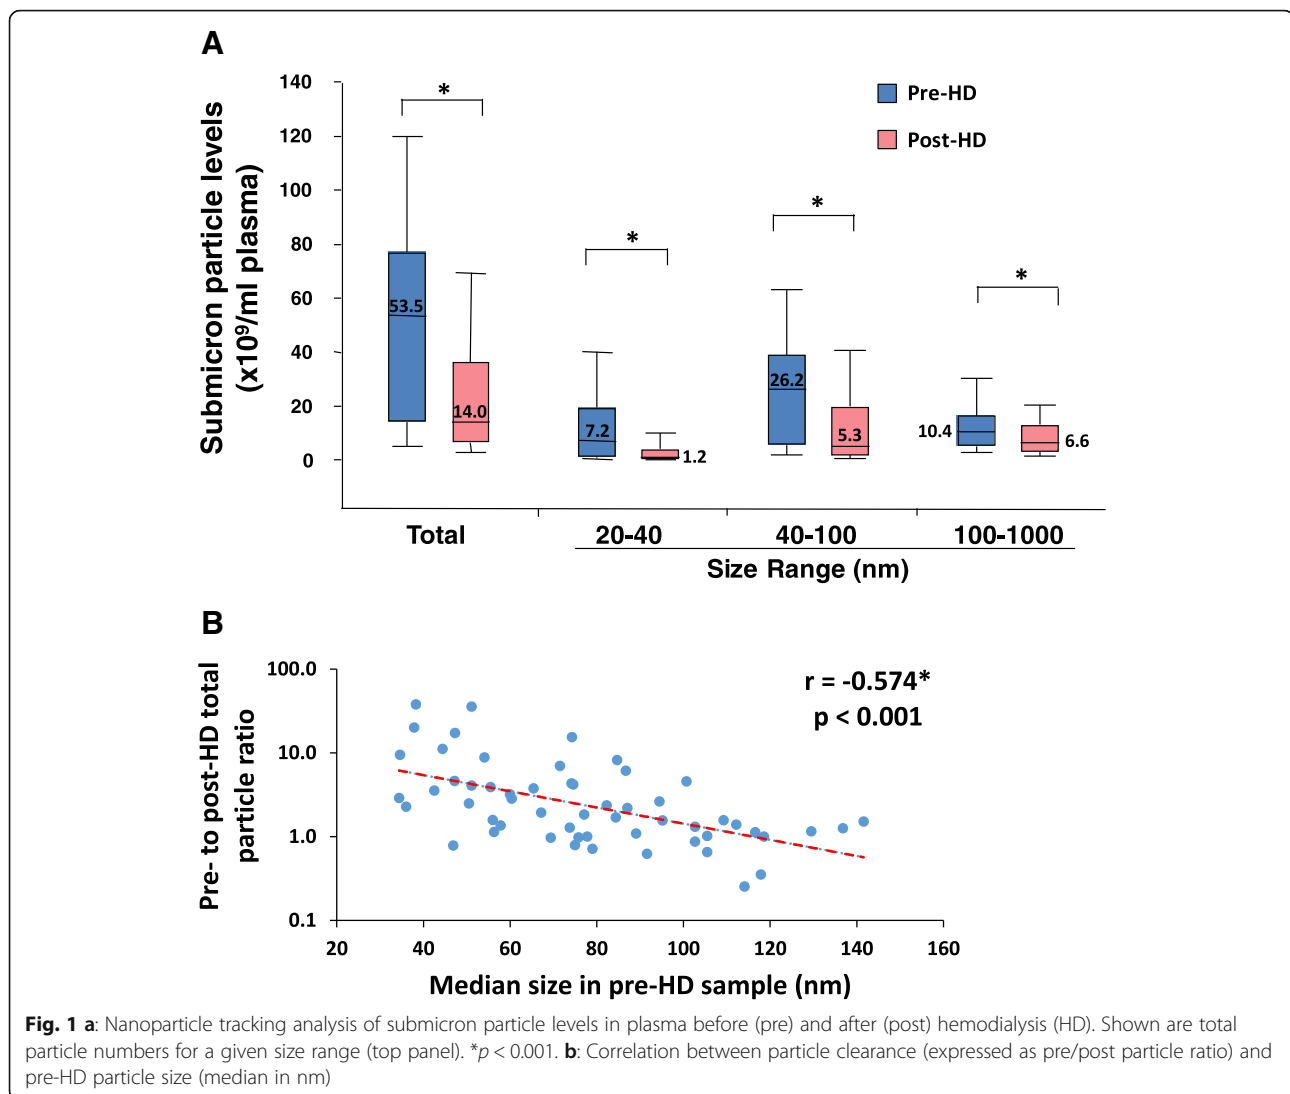 A
Submicron particle levels
(x10⁹/ml plasma)
140
120
100
80
60
40
20
0
Pre-HD
Post-HD
*
*
*
*
53.5
14.0
7.2
1.2
26.2
5.3
10.4
6.6
Total
20-40
40-100
100-1000
Size Range (nm)
B
Pre- to post-HD total
particle ratio
100.0
10.0
1.0
0.1
r = -0.574*
p < 0.001
20 40 60 80 100 120 140 160
Median size in pre-HD sample (nm)
Fig. 1 a: Nanoparticle tracking analysis of submicron particle levels in plasma before (pre) and after (post) hemodialysis (HD). Shown are total
particle numbers for a given size range (top panel). *p < 0.001. b: Correlation between particle clearance (expressed as pre/post particle ratio) and
pre-HD particle size (median in nm)